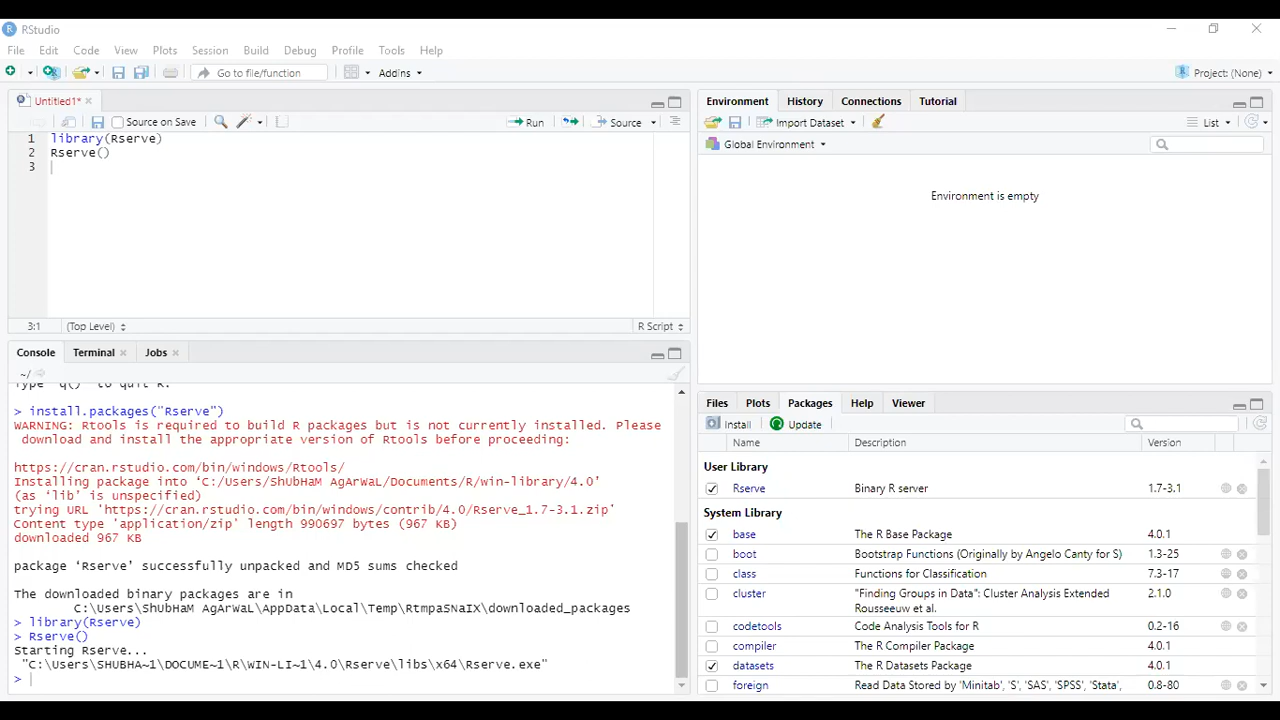 RStudio
File Edit Code View Plots Session Build Debug Profile Tools Help
Go to file/function Addins Project: (None)
Untitled1*
Source on Save Run Source
1 library(Rserve)
2 Rserve()
3
3:1 (Top Level) R Script
Environment History Connections Tutorial
Import Dataset List
Global Environment
Environment is empty
Console Terminal Jobs
~/
Type 'q()' to quit R.
> install.packages("Rserve")
WARNING: Rtools is required to build R packages but is not currently installed. Please
download and install the appropriate version of Rtools before proceeding:
https://cran.rstudio.com/bin/windows/Rtools/
Installing package into ‘C:/Users/ShUbHaM AgArWaL/Documents/R/win-library/4.0’
(as ‘lib’ is unspecified)
trying URL 'https://cran.rstudio.com/bin/windows/contrib/4.0/Rserve_1.7-3.1.zip'
Content type 'application/zip' length 990697 bytes (967 KB)
downloaded 967 KB
package ‘Rserve’ successfully unpacked and MD5 sums checked
The downloaded binary packages are in
C:\Users\ShUbHaM AgArWaL\AppData\Local\Temp\RtmpaSNaIX\downloaded_packages
> library(Rserve)
> Rserve()
Starting Rserve...
"C:\Users\SHUBHA~1\DOCUME~1\R\WIN-LI~1\4.0\Rserve\libs\x64\Rserve.exe"
>
Files Plots Packages Help Viewer
Install Update
Name Description Version
User Library
Rserve Binary R server 1.7-3.1
System Library
base The R Base Package 4.0.1
boot Bootstrap Functions (Originally by Angelo Canty for S) 1.3-25
class Functions for Classification 7.3-17
cluster "Finding Groups in Data": Cluster Analysis Extended 2.1.0
Rousseeuw et al.
codetools Code Analysis Tools for R 0.2-16
compiler The R Compiler Package 4.0.1
datasets The R Datasets Package 4.0.1
foreign Read Data Stored by 'Minitab', 'S', 'SAS', 'SPSS', 'Stata', 0.8-80